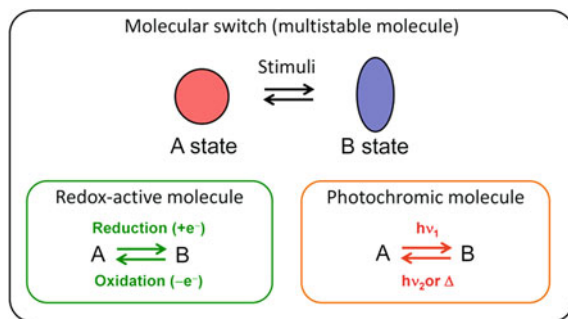 Molecular switch (multistable molecule)
Stimuli
A state
B state
Redox-active molecule
Reduction (+e⁻)
A B
Oxidation (−e⁻)
Photochromic molecule
hν₁
A B
hν₂or Δ